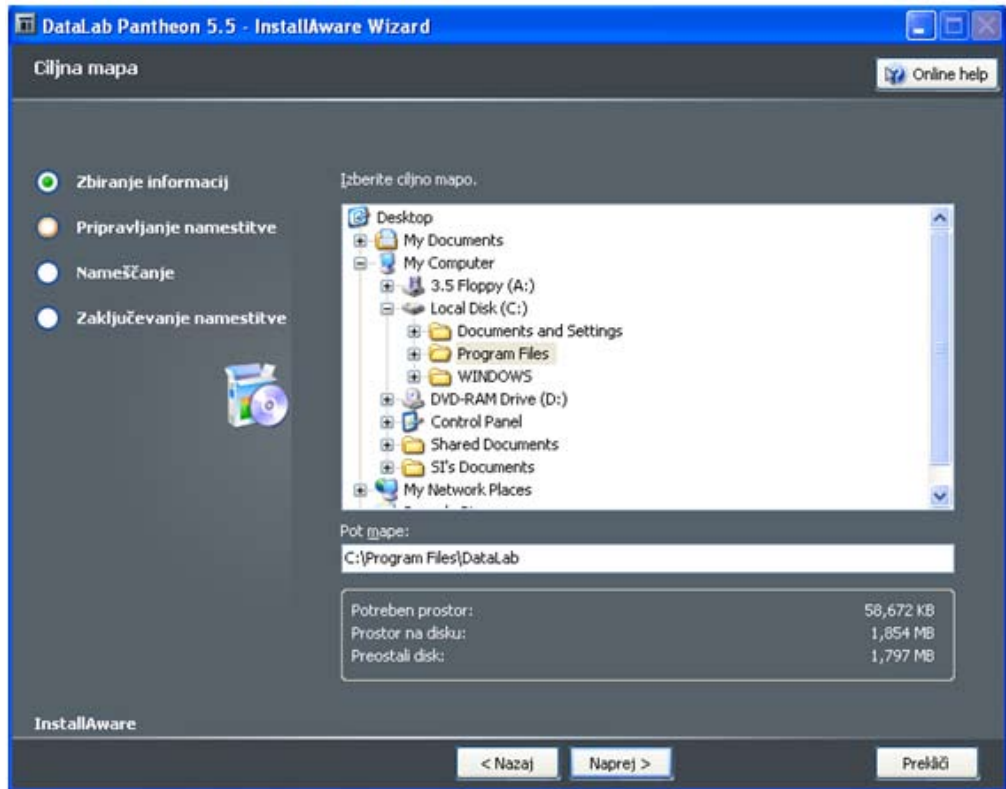 DataLab Pantheon 5.5 - InstallAware Wizard
Ciljna mapa
Online help
Zbiranje informacij
Pripravljanje namestitve
Nameščanje
Zaključevanje namestitve
Izberite ciljno mapo.
Desktop
My Documents
My Computer
3.5 Floppy (A:)
Local Disk (C:)
Documents and Settings
Program Files
WINDOWS
DVD-RAM Drive (D:)
Control Panel
Shared Documents
SI's Documents
My Network Places
Pot mape:
C:\Program Files\DataLab
Potreben prostor: 58,672 KB
Prostor na disku: 1,854 MB
Preostali disk: 1,797 MB
InstallAware
< Nazaj
Naprej >
Prekliči